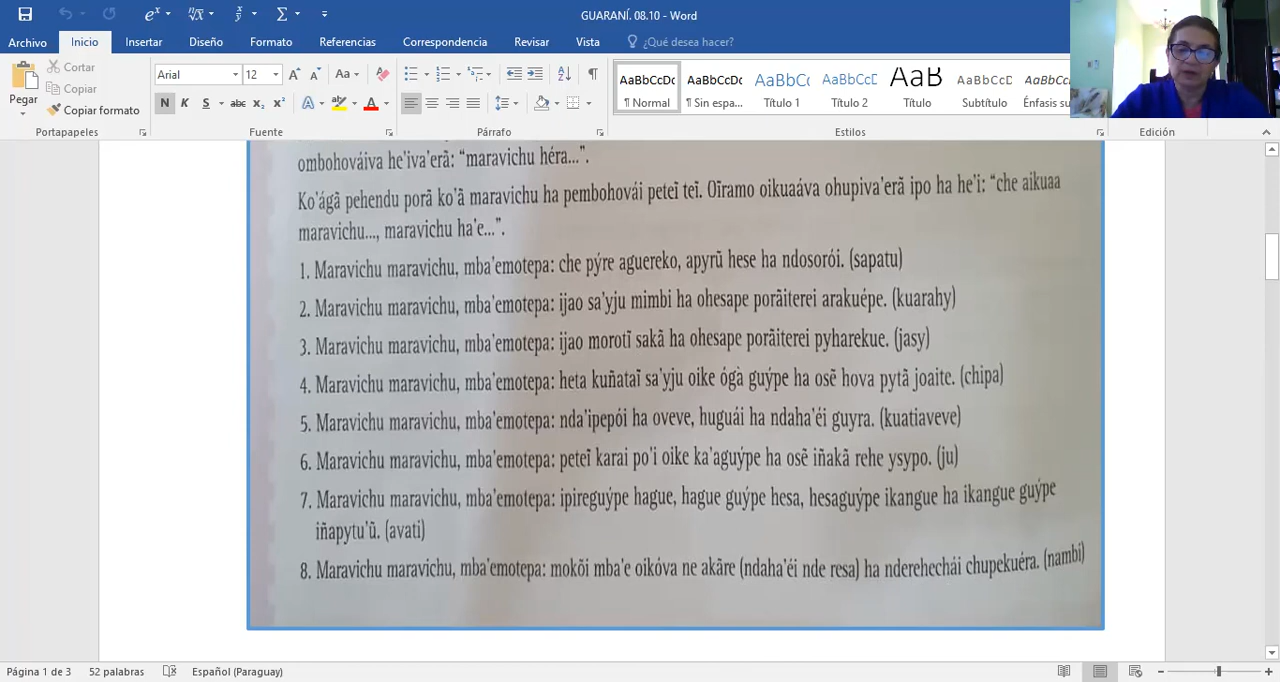 GUARANÍ. 08.10 - Word
Archivo Inicio Insertar Diseño Formato Referencias Correspondencia Revisar Vista ¿Qué desea hacer?
Cortar
Copiar
Copiar formato
Pegar
Arial 12
N K S abc x₂ x²
AaBbCcDc AaBbCcDc AaBbCc AaBbCcD AaB AaBbCcD AaBbCc
¶ Normal ¶ Sin espa... Título 1 Título 2 Título Subtítulo Énfasis su
Portapapeles Fuente Párrafo Estilos Edición
ombohováiva he'iva'erã: “maravichu héra...”.
Ko'ágã pehendu porã ko'ã maravichu ha pembohovái peteĩ teĩ. Oĩramo oikuaáva ohupiva'erã ipo ha he'i: “che aikuaa
maravichu..., maravichu ha'e...”.
1. Maravichu maravichu, mba'emotepa: che pýre aguereko, apyrũ hese ha ndosorói. (sapatu)
2. Maravichu maravichu, mba'emotepa: ijao sa'yju mimbi ha ohesape porãiterei arakuépe. (kuarahy)
3. Maravichu maravichu, mba'emotepa: ijao morotĩ sakã ha ohesape porãiterei pyharekue. (jasy)
4. Maravichu maravichu, mba'emotepa: heta kuñataĩ sa'yju oike óga guýpe ha osẽ hova pytã joaite. (chipa)
5. Maravichu maravichu, mba'emotepa: nda'ipepói ha oveve, huguái ha ndaha'éi guyra. (kuatiaveve)
6. Maravichu maravichu, mba'emotepa: peteĩ karai po'i oike ka'aguýpe ha osẽ iñakã rehe ysypo. (ju)
7. Maravichu maravichu, mba'emotepa: ipireguýpe hague, hague guýpe hesa, hesaguýpe ikangue ha ikangue guýpe
iñapytu'ũ. (avati)
8. Maravichu maravichu, mba'emotepa: mokõi mba'e oikóva ne akãre (ndaha'éi nde resa) ha nderehechái chupekuéra. (nambi)
Página 1 de 3 52 palabras Español (Paraguay)